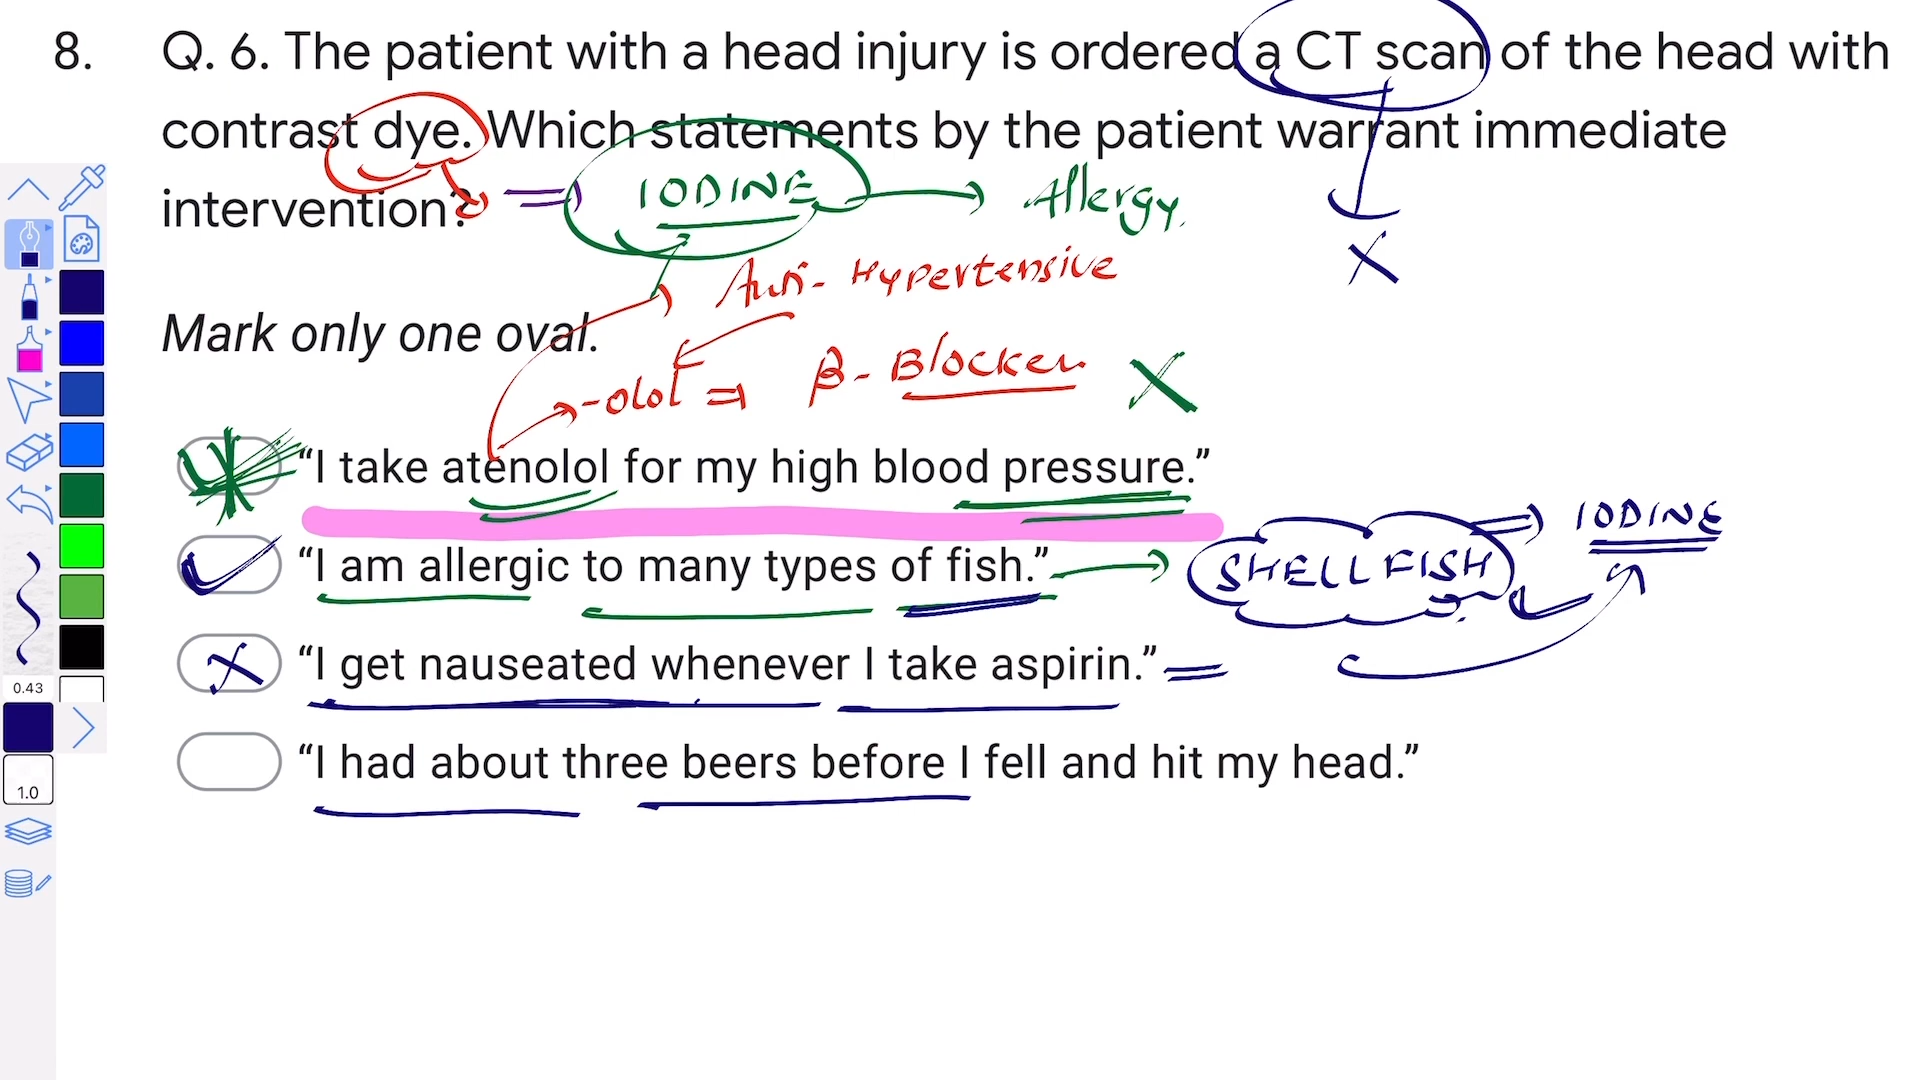 8. Q. 6. The patient with a head injury is ordered a CT scan of the head with
contrast dye. Which statements by the patient warrant immediate
intervention?
IODINE
Allergy.
X
Hypertensive
Mark only one oval.
-olol = β-Blocker X
"I take atenolol for my high blood pressure."
IODINE
"I am allergic to many types of fish."
SHELLFISH
X "I get nauseated whenever I take aspirin."
0.43
"I had about three beers before I fell and hit my head."
1.0